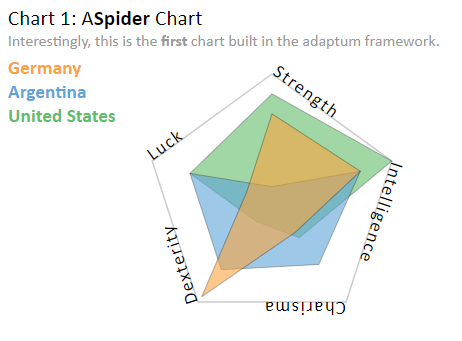 Chart 1: ASpider Chart
Interestingly, this is the first chart built in the adaptum framework.
Germany
Argentina
United States
Strength
Luck
Intelligence
Dexterity
Charisma